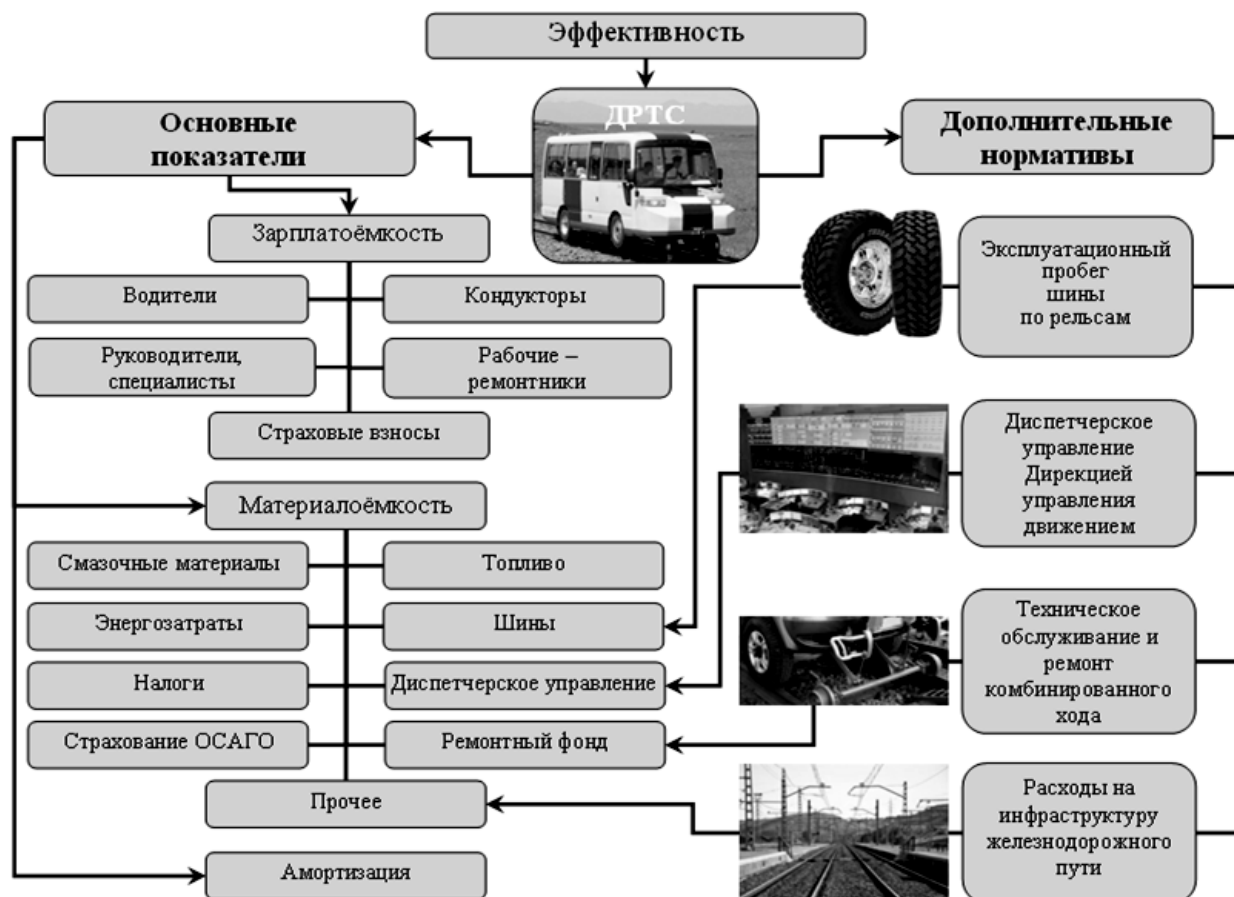 Эффективность
ДРТС
Основные
показатели
Дополнительные
нормативы
Зарплатоёмкость
Водители
Кондукторы
Руководители,
специалисты
Рабочие –
ремонтники
Страховые взносы
Материалоёмкость
Смазочные материалы
Топливо
Энергозатраты
Шины
Налоги
Диспетчерское управление
Страхование ОСАГО
Ремонтный фонд
Прочее
Амортизация
Эксплуатационный
пробег
шины
по рельсам
Диспетчерское
управление
Дирекцией
управления
движением
Техническое
обслуживание и
ремонт
комбинированного
хода
Расходы на
инфраструктуру
железнодорожного
пути